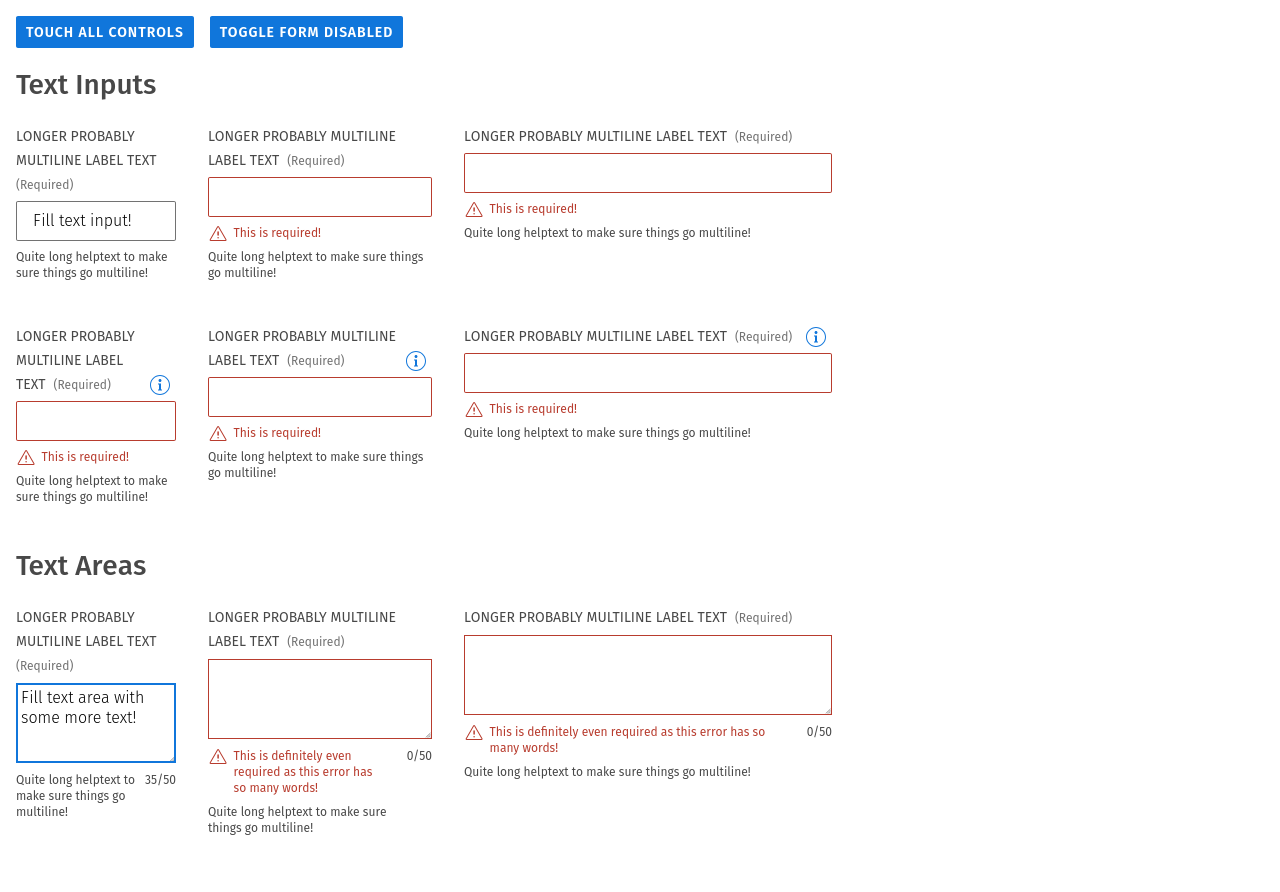 TOUCH ALL CONTROLS
TOGGLE FORM DISABLED
Text Inputs
LONGER PROBABLY
MULTILINE LABEL TEXT
(Required)
Fill text input!
Quite long helptext to make
sure things go multiline!
LONGER PROBABLY MULTILINE
LABEL TEXT (Required)
This is required!
Quite long helptext to make sure things
go multiline!
LONGER PROBABLY MULTILINE LABEL TEXT (Required)
This is required!
Quite long helptext to make sure things go multiline!
LONGER PROBABLY
MULTILINE LABEL
TEXT (Required)
This is required!
Quite long helptext to make
sure things go multiline!
LONGER PROBABLY MULTILINE
LABEL TEXT (Required)
This is required!
Quite long helptext to make sure things
go multiline!
LONGER PROBABLY MULTILINE LABEL TEXT (Required)
This is required!
Quite long helptext to make sure things go multiline!
Text Areas
LONGER PROBABLY
MULTILINE LABEL TEXT
(Required)
Fill text area with
some more text!
Quite long helptext to 35/50
make sure things go
multiline!
LONGER PROBABLY MULTILINE
LABEL TEXT (Required)
This is definitely even 0/50
required as this error has
so many words!
Quite long helptext to make sure
things go multiline!
LONGER PROBABLY MULTILINE LABEL TEXT (Required)
This is definitely even required as this error has so 0/50
many words!
Quite long helptext to make sure things go multiline!